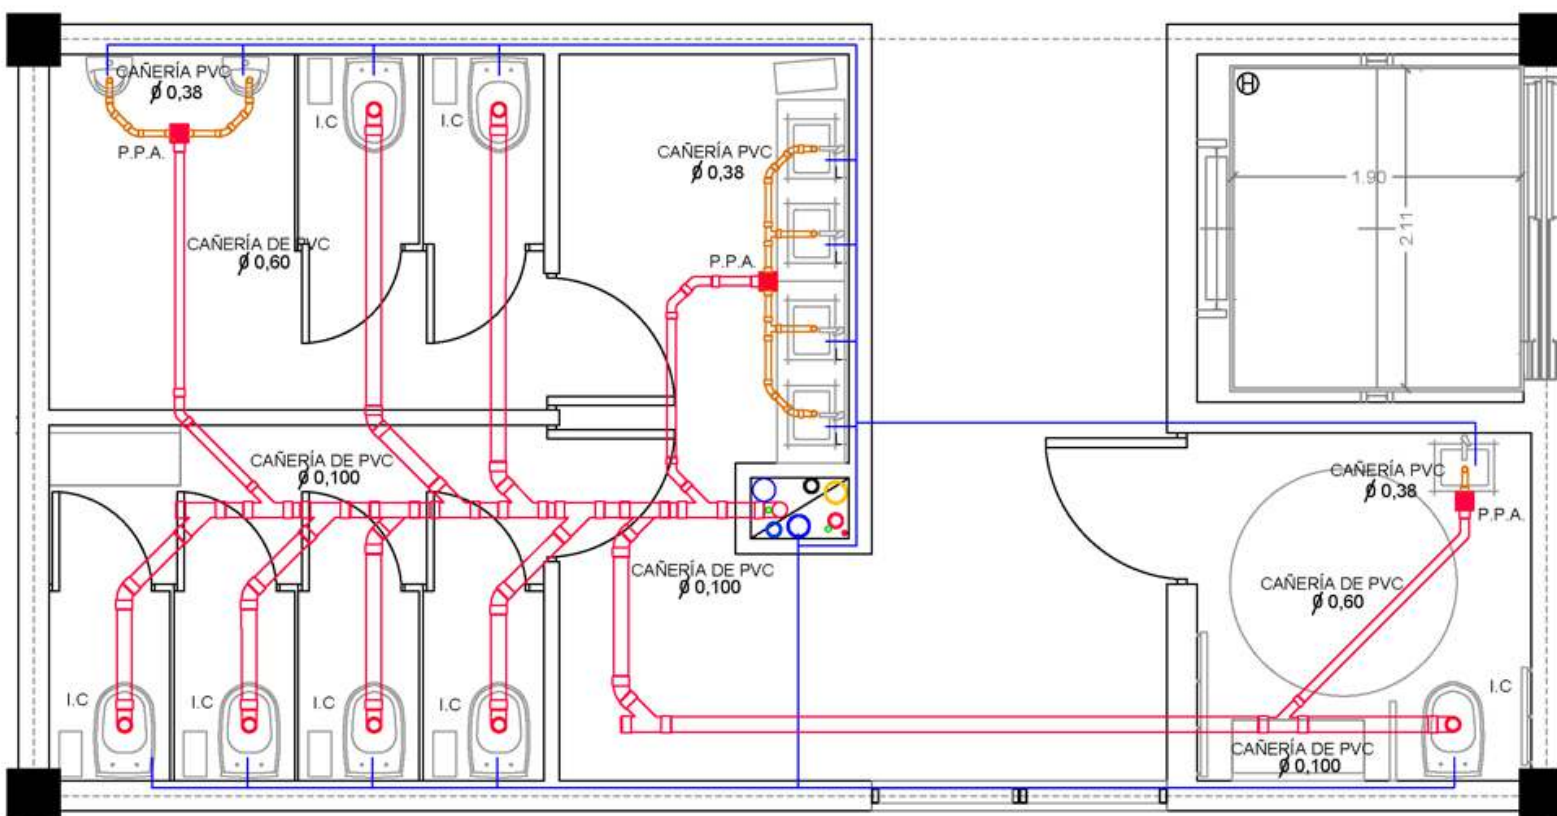 CAÑERÍA PVC
Ø 0,38
P.P.A.
I.C
I.C
CAÑERÍA PVC
Ø 0,38
L
L
L
L
P.P.A.
CAÑERÍA DE PVC
Ø 0,60
H
1.90
2.11
CAÑERÍA DE PVC
Ø 0,100
CAÑERÍA PVC
Ø 0,38
P.P.A.
CAÑERÍA DE PVC
Ø 0,100
CAÑERÍA DE PVC
Ø 0,60
I.C
I.C
I.C
I.C
I.C
CAÑERÍA DE PVC
Ø 0,100